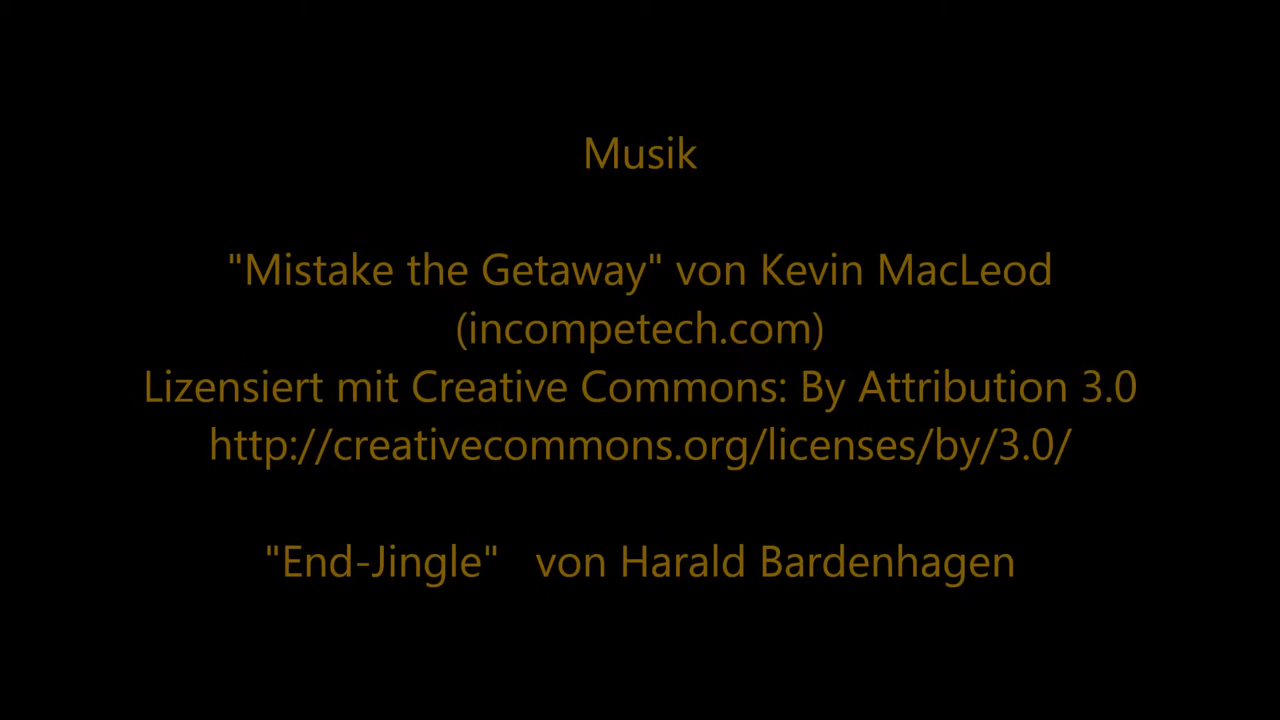 Musik
"Mistake the Getaway" von Kevin MacLeod
(incompetech.com)
Lizensiert mit Creative Commons: By Attribution 3.0
http://creativecommons.org/licenses/by/3.0/
"End-Jingle" von Harald Bardenhagen